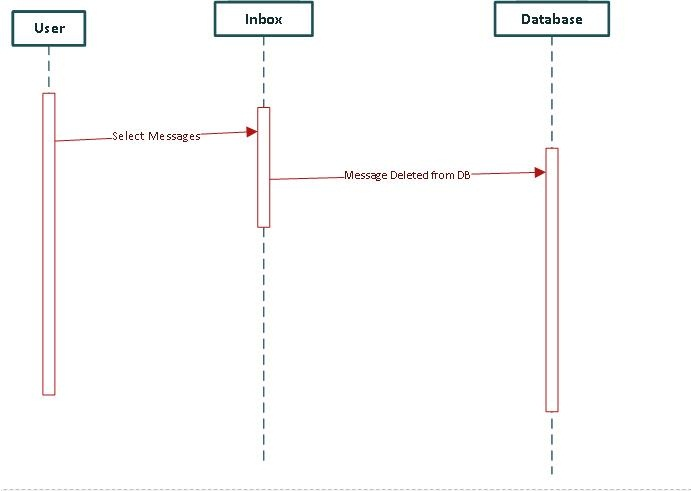 User
Inbox
Database
Select Messages
Message Deleted from DB